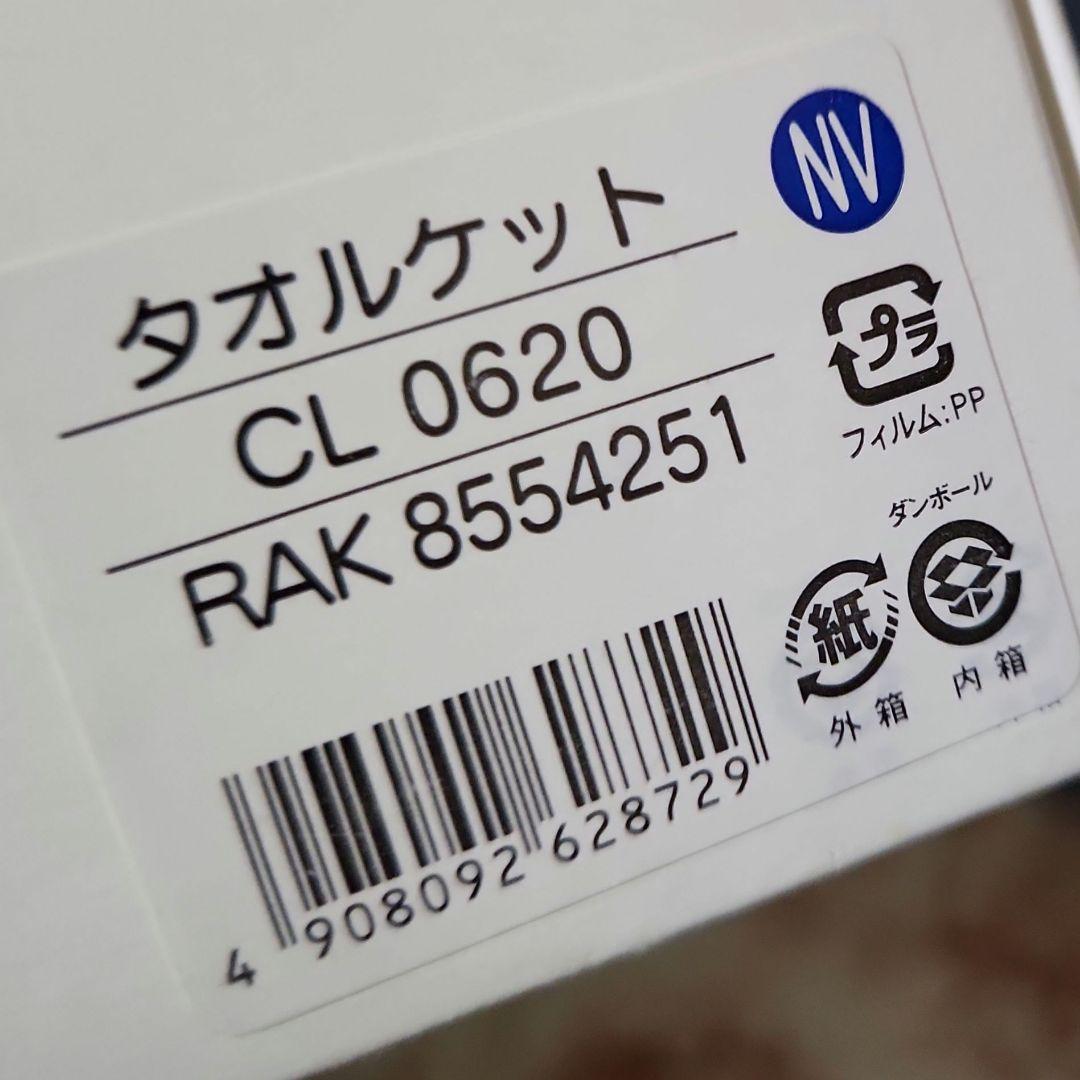 NV
タオルケット
CL 0620
RAK 8554251
プラ
フィルム:PP
ダンボール
紙
外箱
内箱
4 908092 628729